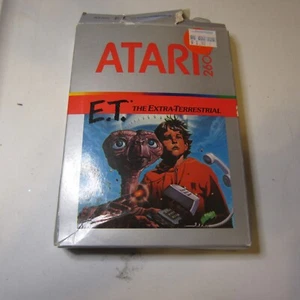 ATARI
2600
E.T.
THE EXTRA-TERRESTRIAL